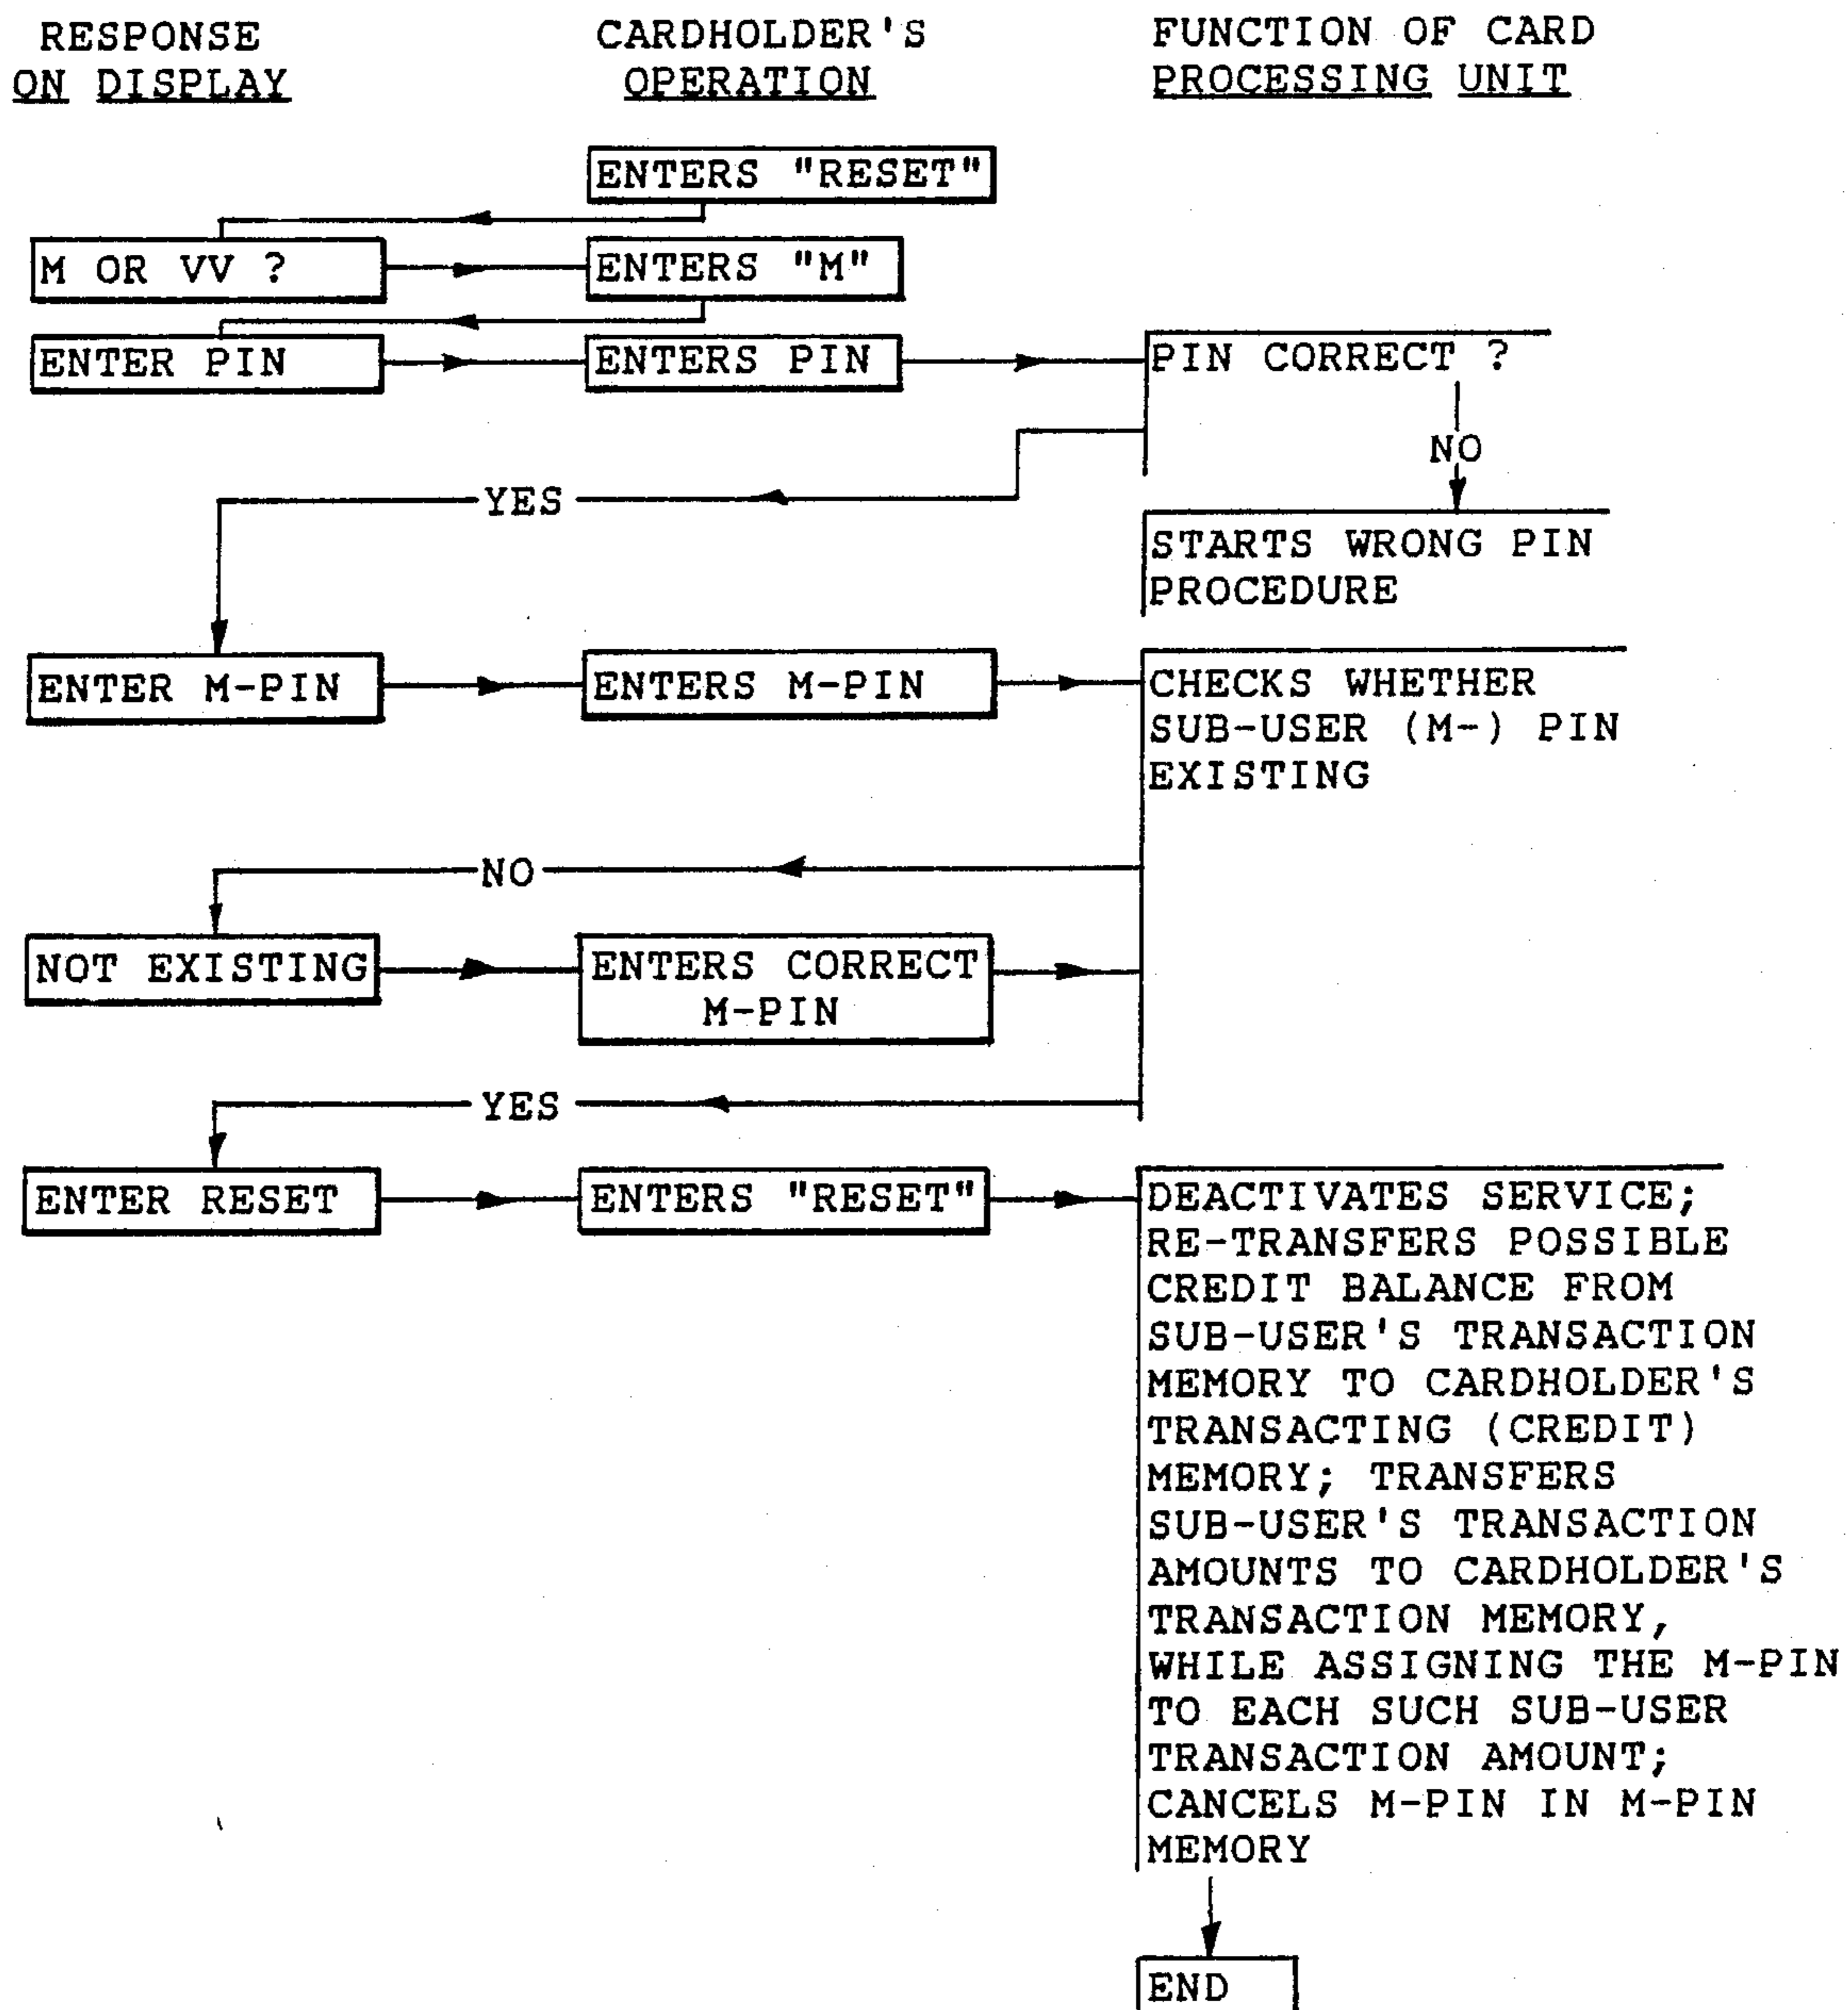 RESPONSE
ON DISPLAY
CARDHOLDER'S
OPERATION
FUNCTION OF CARD
PROCESSING UNIT
ENTERS "RESET"
M OR VV ?
ENTERS "M"
ENTER PIN
ENTERS PIN
PIN CORRECT ?
NO
YES
STARTS WRONG PIN
PROCEDURE
ENTER M-PIN
ENTERS M-PIN
CHECKS WHETHER
SUB-USER (M-) PIN
EXISTING
NO
NOT EXISTING
ENTERS CORRECT
M-PIN
YES
ENTER RESET
ENTERS "RESET"
DEACTIVATES SERVICE;
RE-TRANSFERS POSSIBLE
CREDIT BALANCE FROM
SUB-USER'S TRANSACTION
MEMORY TO CARDHOLDER'S
TRANSACTING (CREDIT)
MEMORY; TRANSFERS
SUB-USER'S TRANSACTION
AMOUNTS TO CARDHOLDER'S
TRANSACTION MEMORY,
WHILE ASSIGNING THE M-PIN
TO EACH SUCH SUB-USER
TRANSACTION AMOUNT;
CANCELS M-PIN IN M-PIN
MEMORY
END